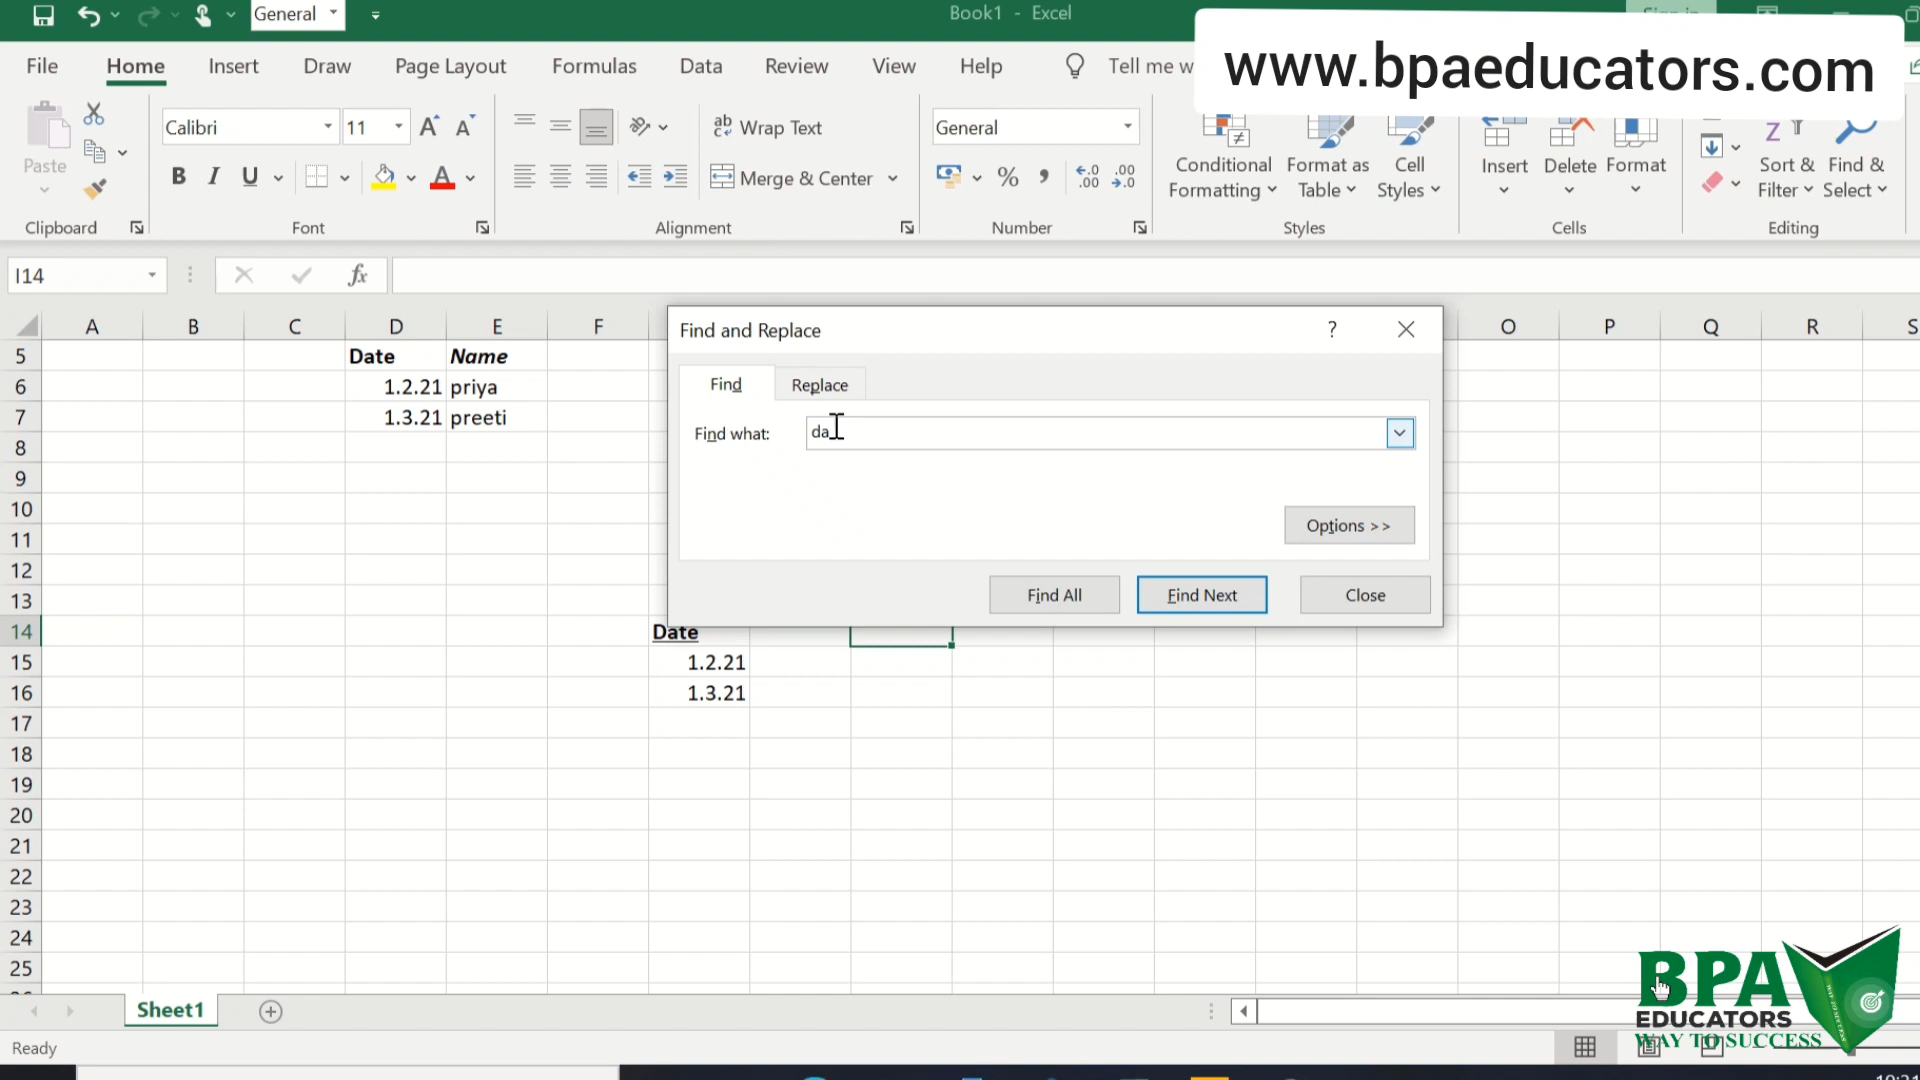 General
Book1 - Excel
www.bpaeducators.com
File Home Insert Draw Page Layout Formulas Data Review View Help Tell me w
Paste
Calibri 11
ab Wrap Text
General
B I U
Merge & Center
% ,
Conditional Formatting
Format as Table
Cell Styles
Insert
Delete
Format
Sort & Filter
Find & Select
Clipboard Font Alignment Number Styles Cells Editing
I14
fx
A B C D E F O P Q R S
Find and Replace ? ×
Find Replace
Find what: da
Options >>
Find All Find Next Close
5 Date Name
6 1.2.21 priya
7 1.3.21 preeti
8
9
10
11
12
13
14 Date
15 1.2.21
16 1.3.21
17
18
19
20
21
22
23
24
25
Sheet1
Ready
BPA
EDUCATORS
WAY TO SUCCESS